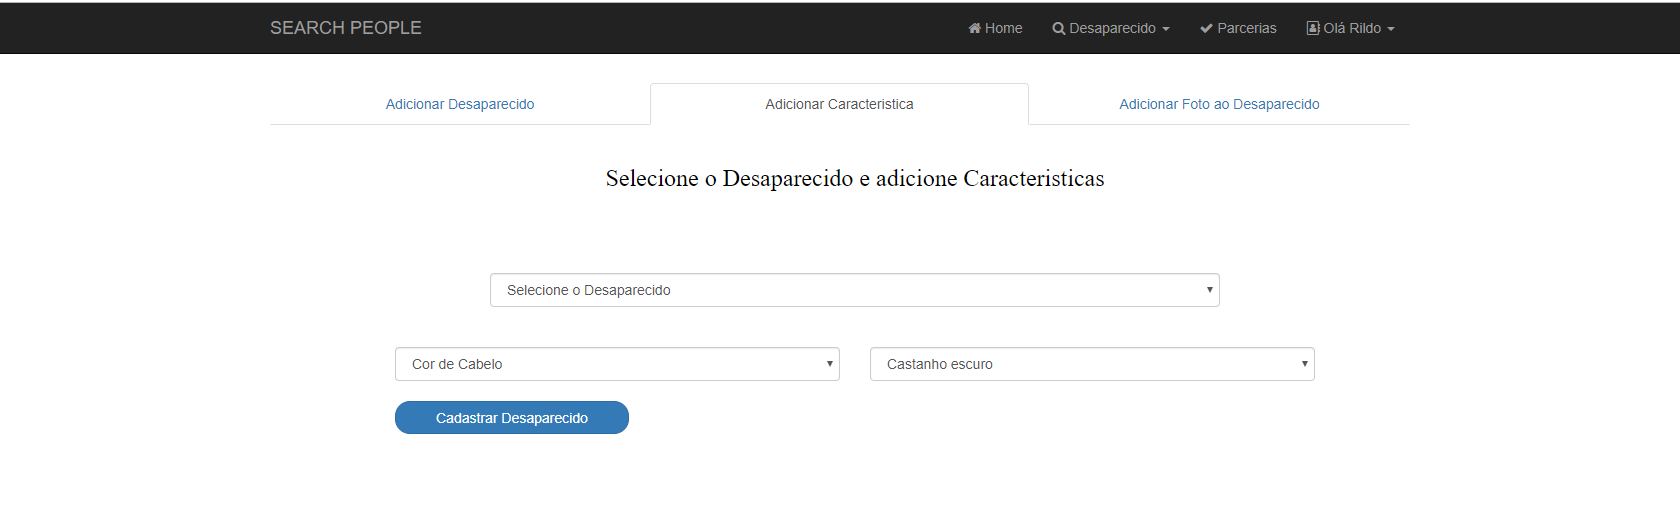 SEARCH PEOPLE Home Desaparecido Parcerias Olá Rildo
Adicionar Desaparecido Adicionar Caracteristica Adicionar Foto ao Desaparecido
Selecione o Desaparecido e adicione Caracteristicas
Selecione o Desaparecido
Cor de Cabelo Castanho escuro
Cadastrar Desaparecido